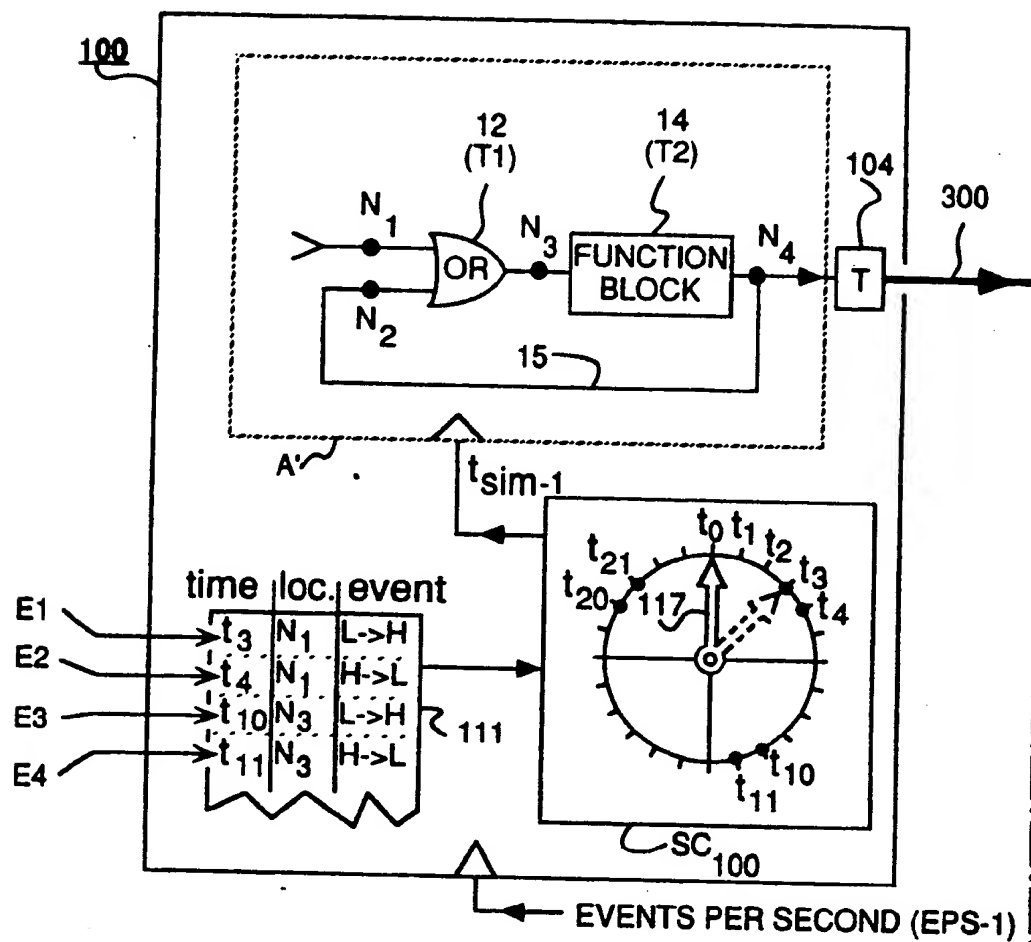 100
12
(T1)
14
(T2)
104
300
N1
N2
OR
N3
FUNCTION
BLOCK
N4
T
15
A'
tsim-1
time loc. event
E1 t3 N1 L->H
E2 t4 N1 H->L
E3 t10 N3 L->H
E4 t11 N3 H->L
111
t0
t1
t2
t3
t4
t21
t20
117
t10
t11
SC100
EVENTS PER SECOND (EPS-1)